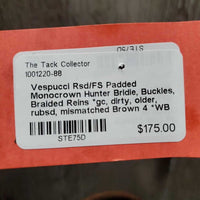 STE75D
The Tack Collector
1001220-88
Vespucci Rsd/FS Padded
Monocrown Hunter Bridle, Buckles,
Braided Reins *gc, dirty, older,
rubsd, mismatched Brown 4 *WB
STE75D
$175.00